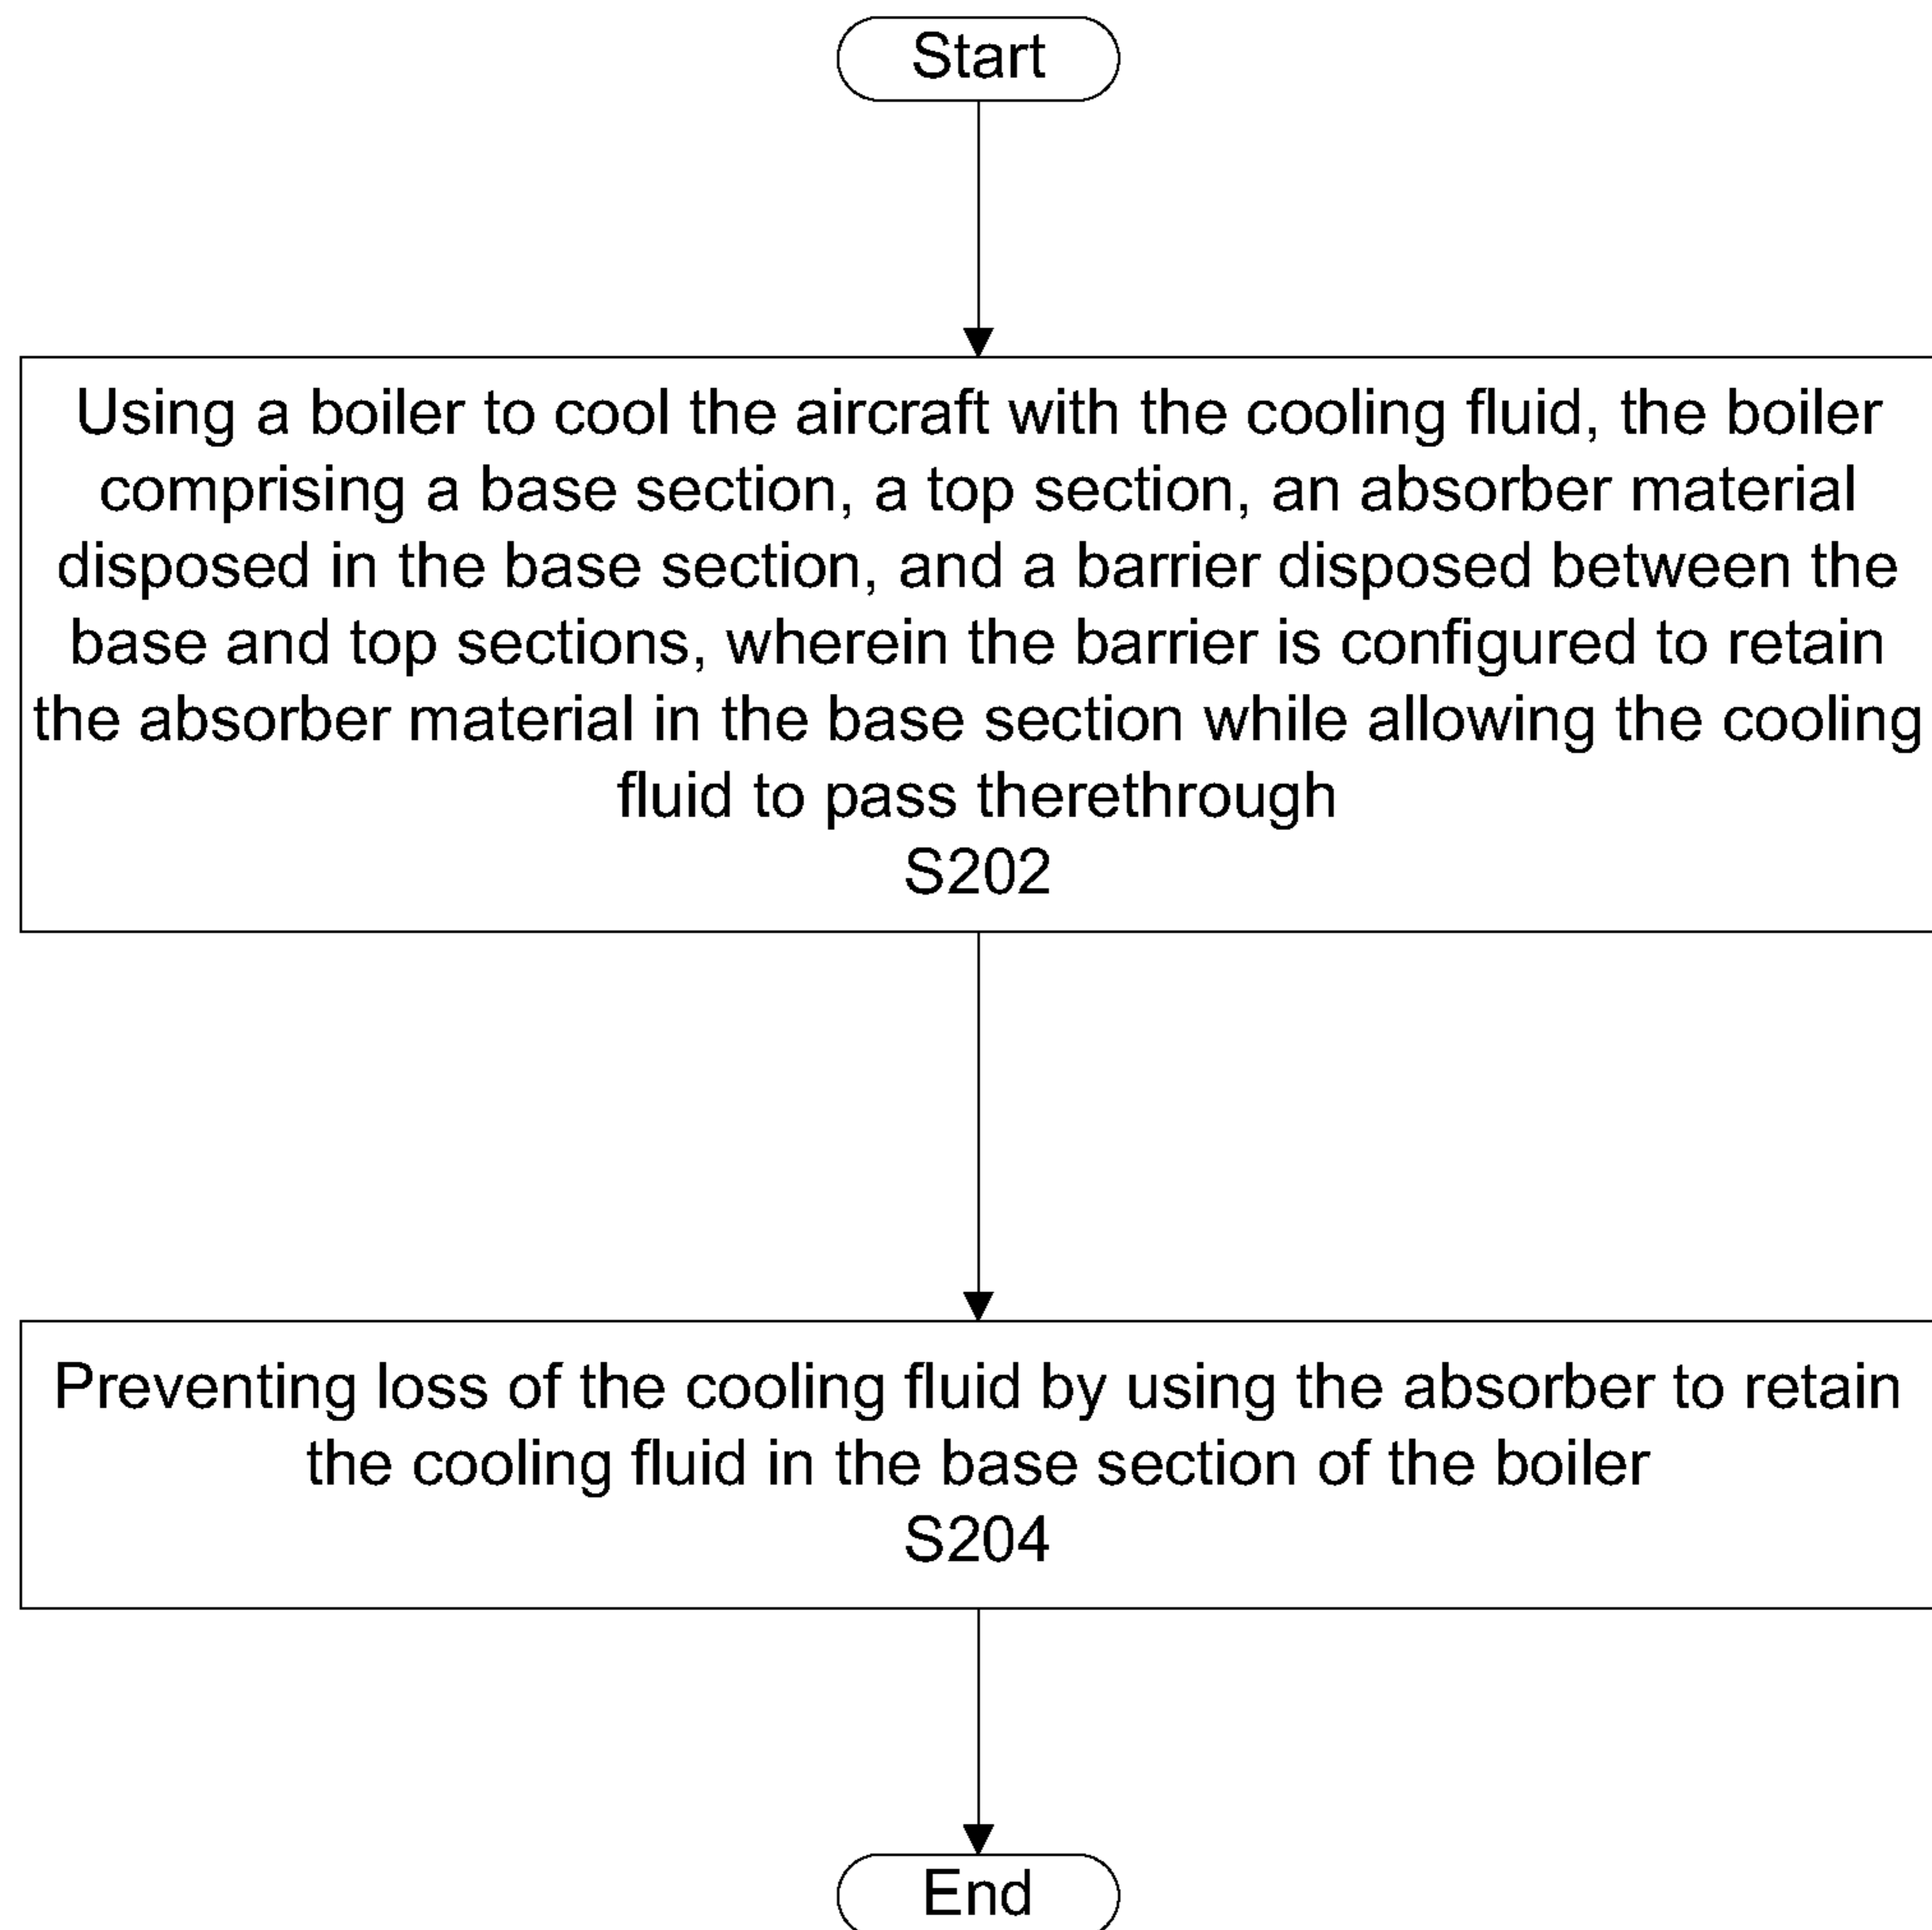 Start
Using a boiler to cool the aircraft with the cooling fluid, the boiler
comprising a base section, a top section, an absorber material
disposed in the base section, and a barrier disposed between the
base and top sections, wherein the barrier is configured to retain
the absorber material in the base section while allowing the cooling
fluid to pass therethrough
S202
Preventing loss of the cooling fluid by using the absorber to retain
the cooling fluid in the base section of the boiler
S204
End